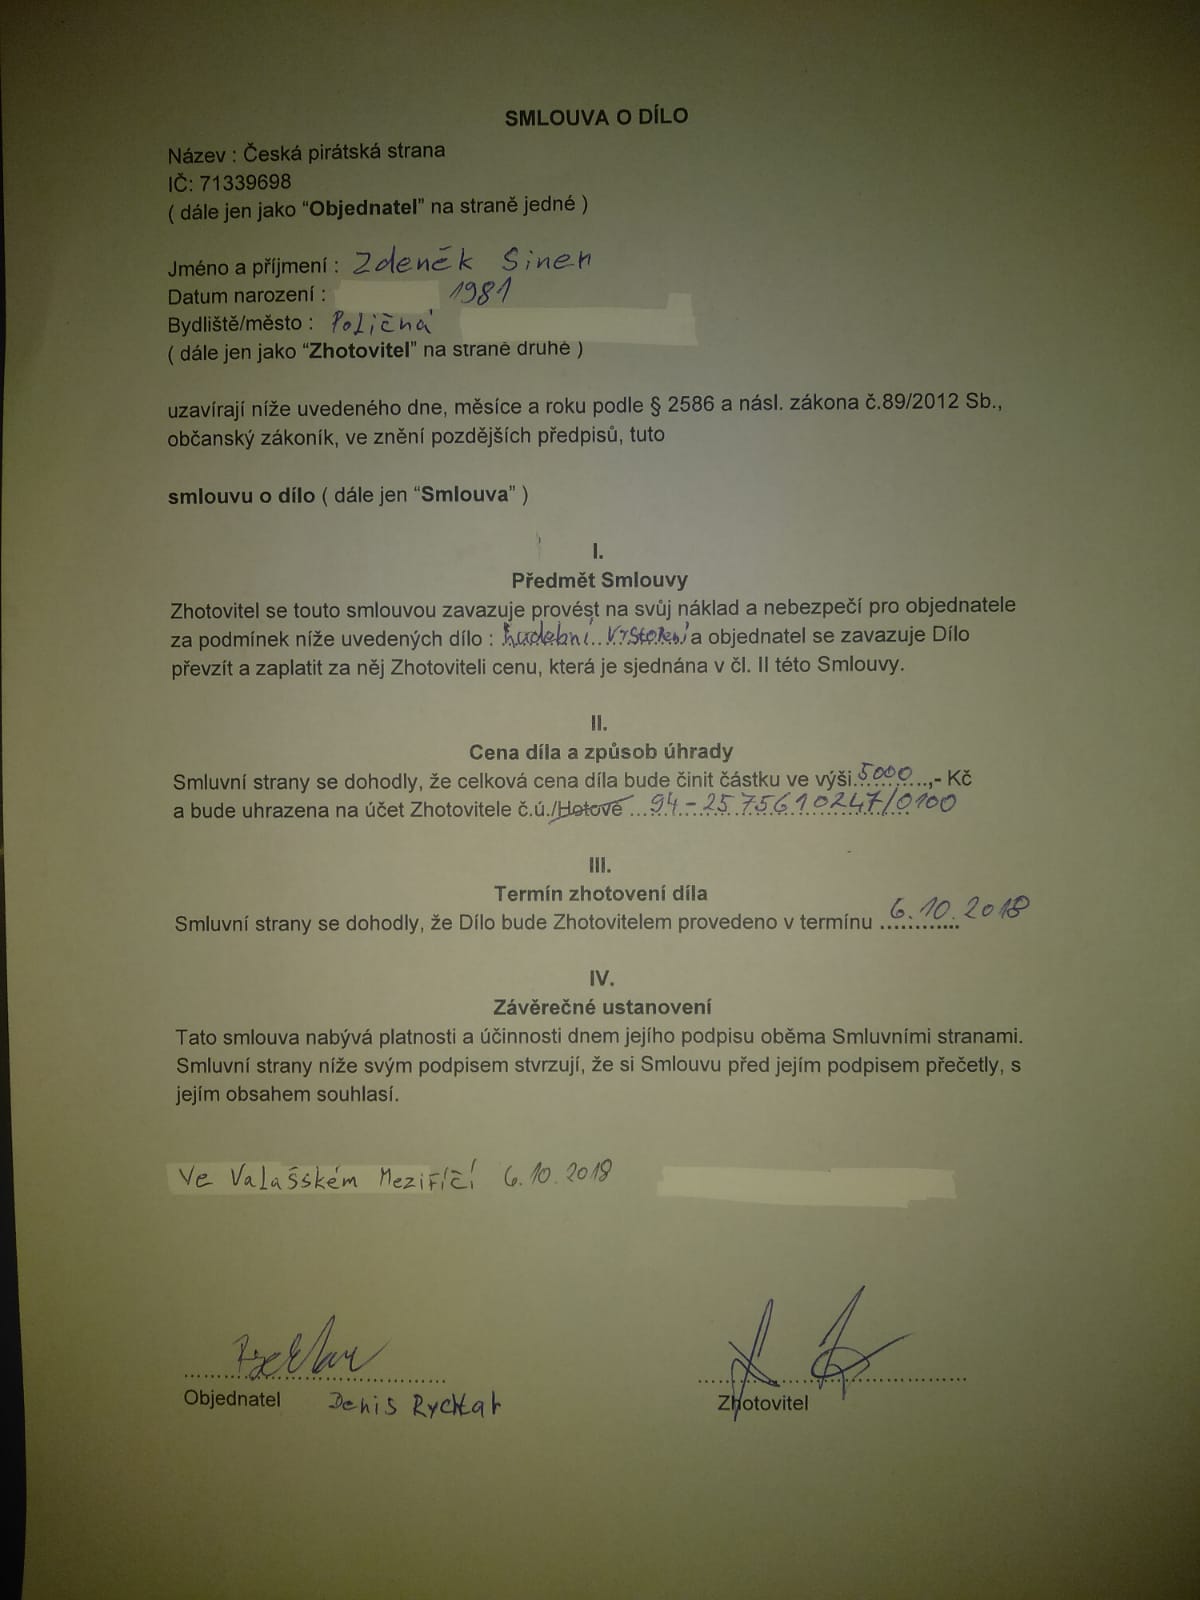 SMLOUVA O DÍLO
Název : Česká pirátská strana
IČ: 71339698
( dále jen jako “Objednatel” na straně jedné )
Jméno a příjmení : Zdeněk Siner
Datum narození : 1981
Bydliště/město : Poličná
( dále jen jako “Zhotovitel” na straně druhé )
uzavírají níže uvedeného dne, měsíce a roku podle § 2586 a násl. zákona č.89/2012 Sb.,
občanský zákoník, ve znění pozdějších předpisů, tuto
smlouvu o dílo ( dále jen “Smlouva” )
I.
Předmět Smlouvy
Zhotovitel se touto smlouvou zavazuje provést na svůj náklad a nebezpečí pro objednatele
za podmínek níže uvedených dílo : hudební a objednatel se zavazuje Dílo
převzít a zaplatit za něj Zhotoviteli cenu, která je sjednána v čl. II této Smlouvy.
II.
Cena díla a způsob úhrady
Smluvní strany se dohodly, že celková cena díla bude činit částku ve výši 5000 ,- Kč
a bude uhrazena na účet Zhotovitele č.ú./Hotově ...94-2575610247/0100
III.
Termín zhotovení díla
Smluvní strany se dohodly, že Dílo bude Zhotovitelem provedeno v termínu 6.10.2018
IV.
Závěrečné ustanovení
Tato smlouva nabývá platnosti a účinnosti dnem jejího podpisu oběma Smluvními stranami.
Smluvní strany níže svým podpisem stvrzují, že si Smlouvu před jejím podpisem přečetly, s
jejím obsahem souhlasí.
Ve Valašském Meziříčí 6.10.2018
Objednatel Denis Rychtar
Zhotovitel